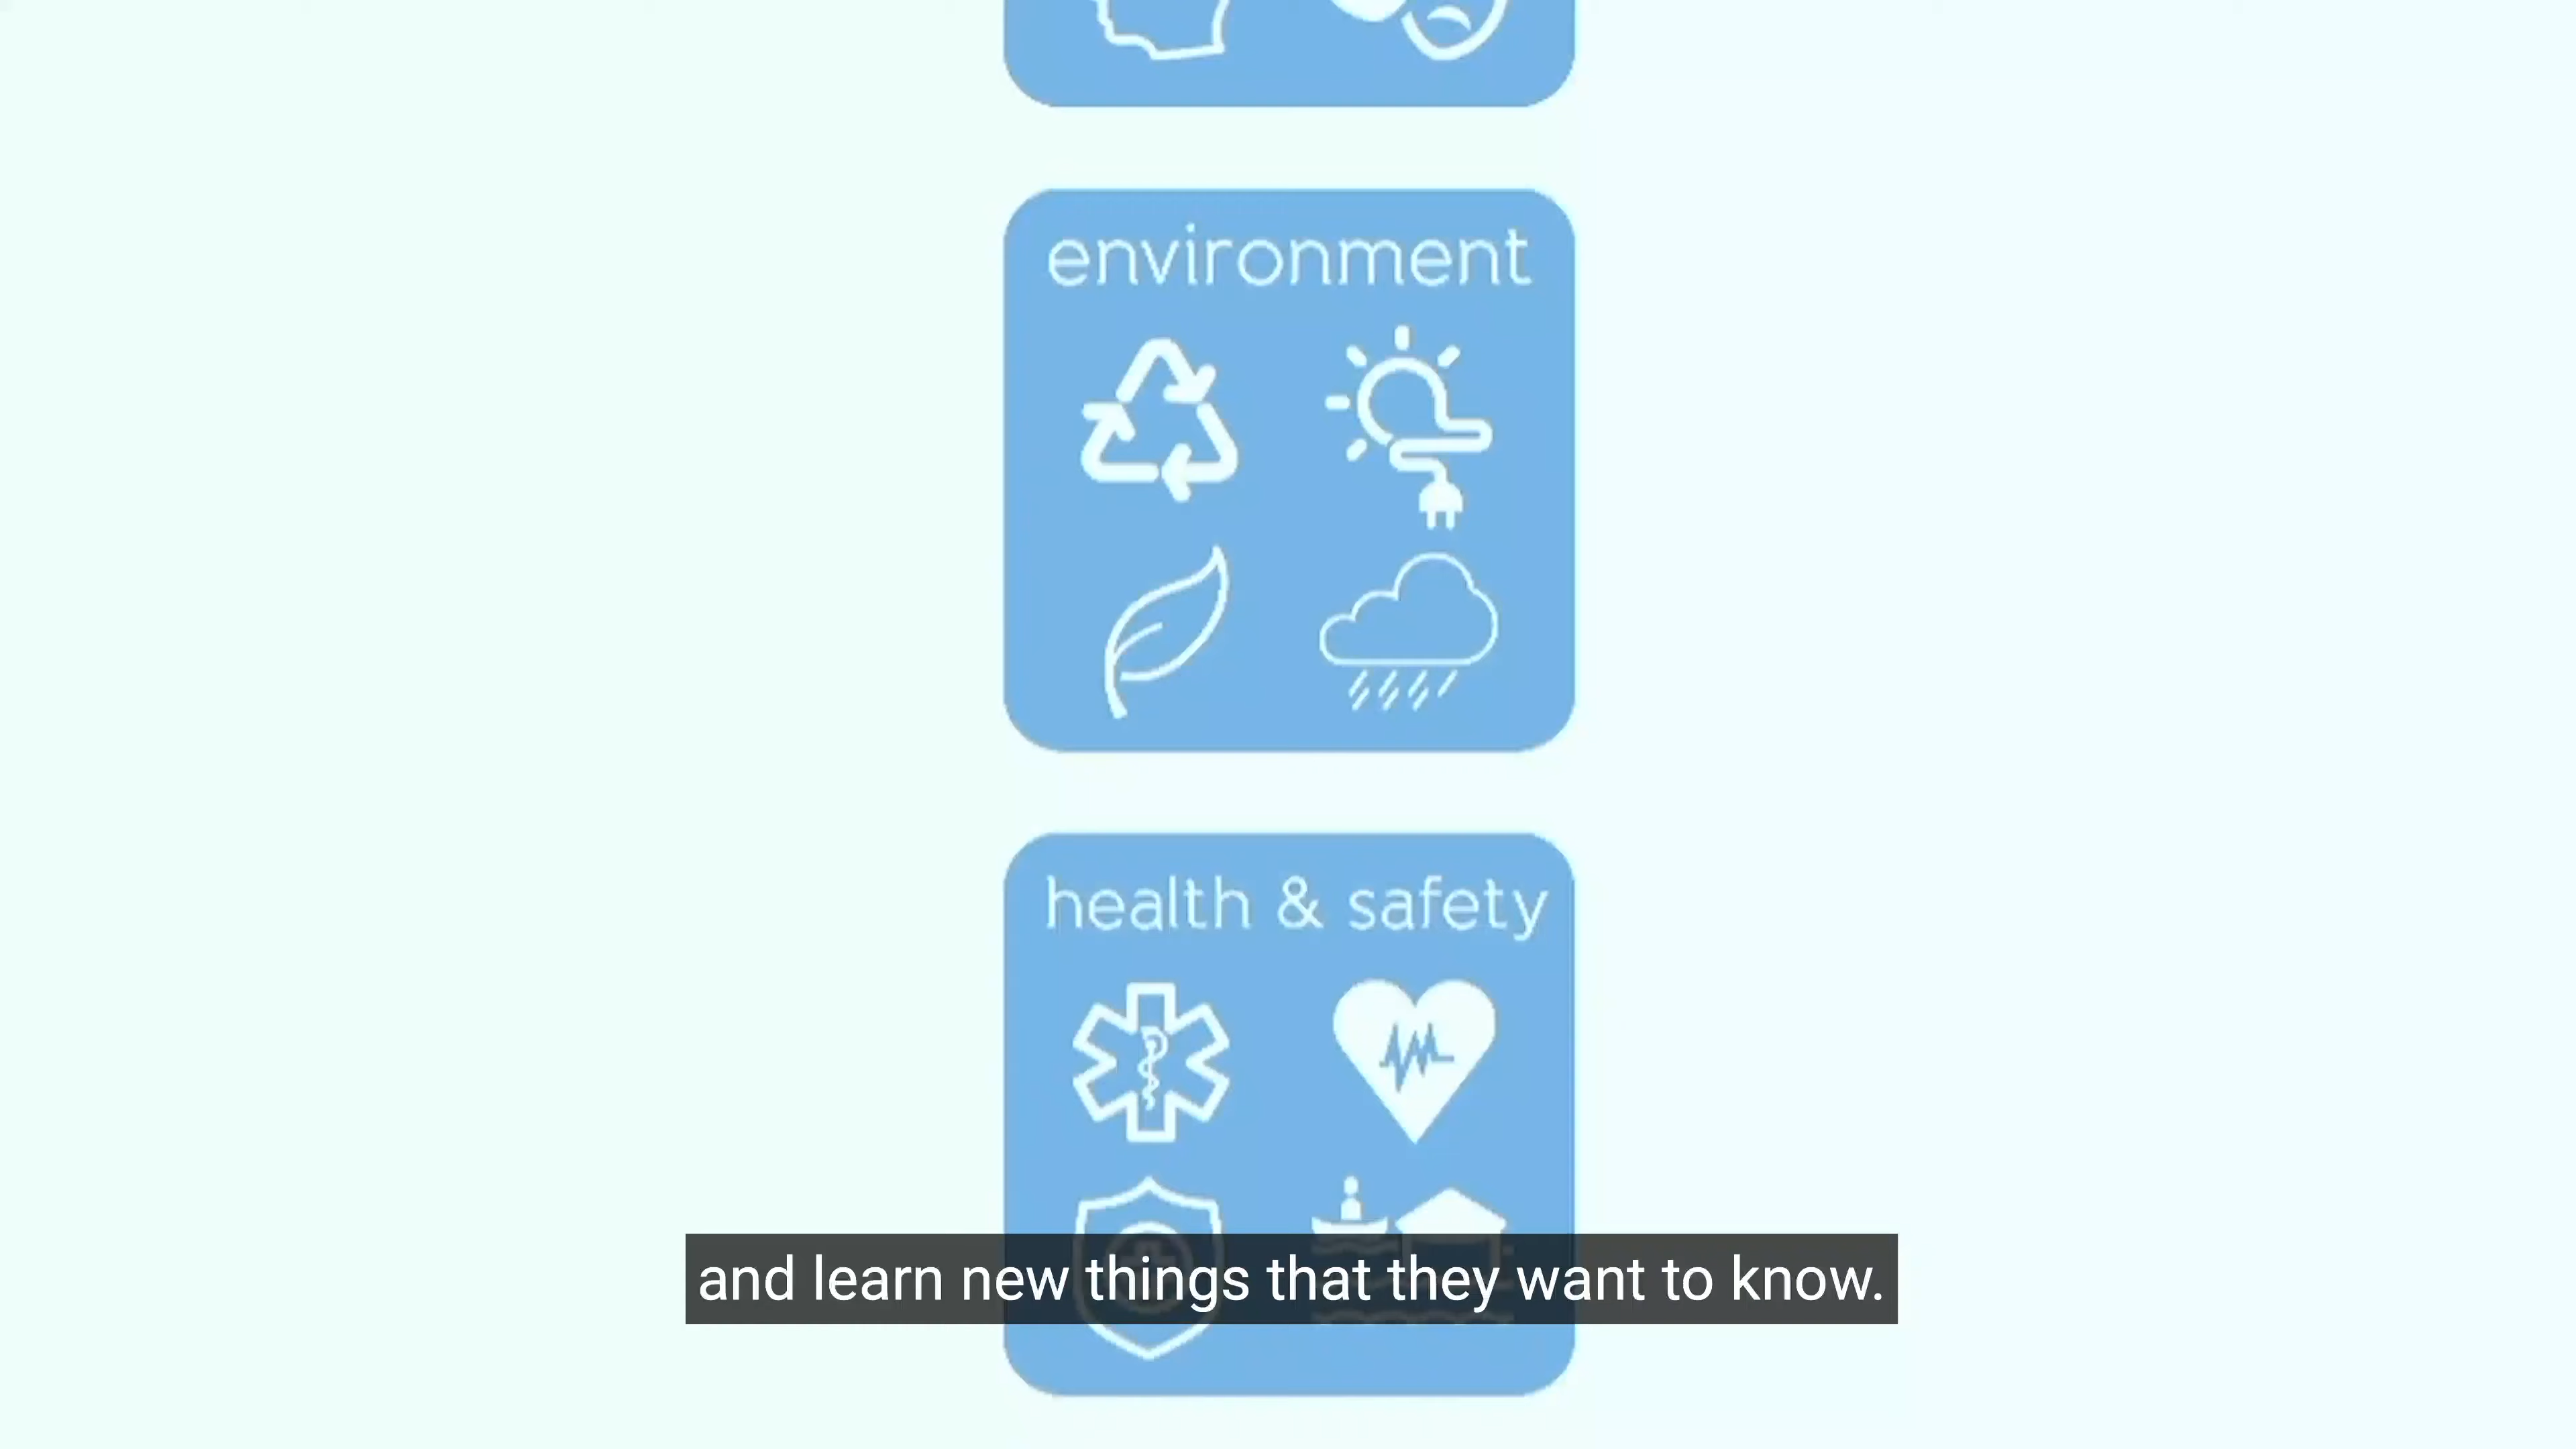 environment
health & safety
and learn new things that they want to know.